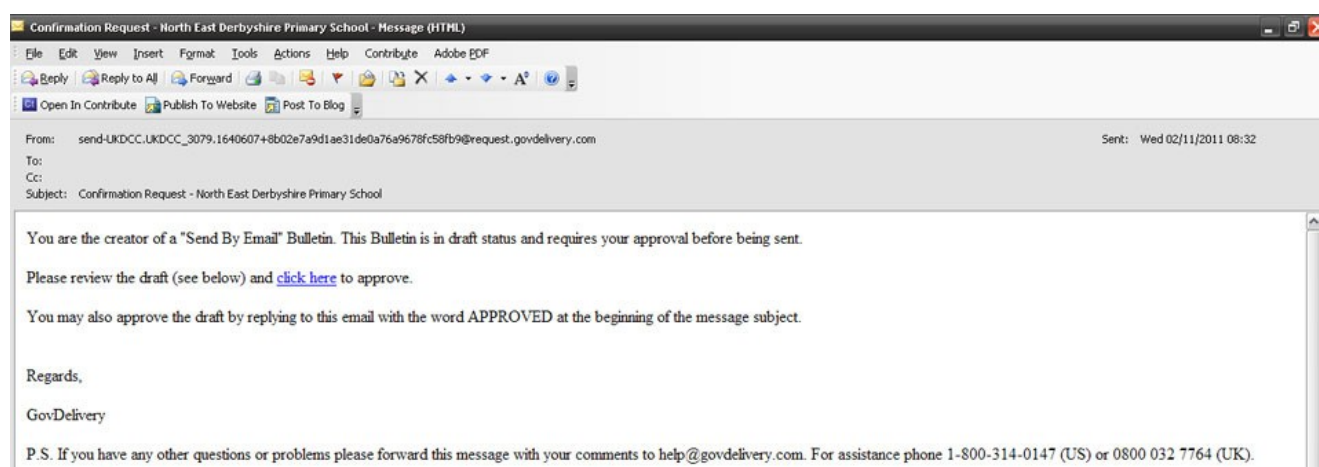 Confirmation Request - North East Derbyshire Primary School - Message (HTML)
File Edit View Insert Format Tools Actions Help Contribute Adobe PDF
Reply Reply to All Forward
Open In Contribute Publish To Website Post To Blog
From: send-UKDCC.UKDCC_3079.1640607+8b02e7a9d1ae31de0a76a9678fc58fb9@request.govdelivery.com Sent: Wed 02/11/2011 08:32
To:
Cc:
Subject: Confirmation Request - North East Derbyshire Primary School
You are the creator of a "Send By Email" Bulletin. This Bulletin is in draft status and requires your approval before being sent.
Please review the draft (see below) and click here to approve.
You may also approve the draft by replying to this email with the word APPROVED at the beginning of the message subject.
Regards,
GovDelivery
P.S. If you have any other questions or problems please forward this message with your comments to help@govdelivery.com. For assistance phone 1-800-314-0147 (US) or 0800 032 7764 (UK).